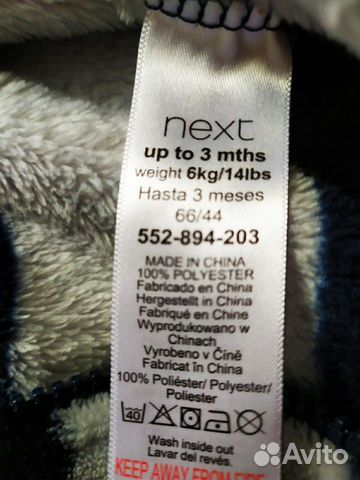 next
up to 3 mths
weight 6kg/14lbs
Hasta 3 meses
66/44
552-894-203
MADE IN CHINA
100% POLYESTER
Fabricado en China
Hergestellt in China
Fabriqué en Chine
Wyprodukowano w
Chinach
Vyrobeno v Číně
Fabricat în China
100% Poliéster/ Polyester/
Poliester
40
Wash inside out
Lavar del revés.
KEEP AWAY FROM FIRE
Avito